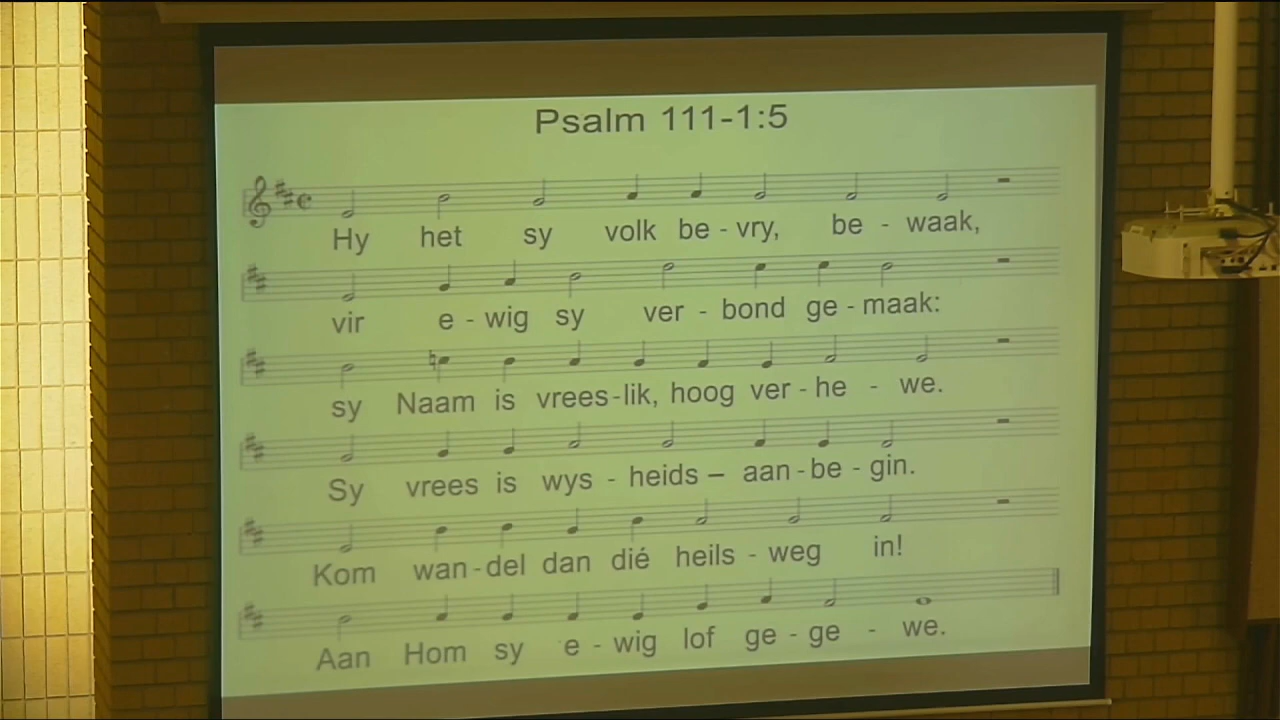 Psalm 111-1:5
Hy het sy volk be - vry, be - waak,
vir e - wig sy ver - bond ge - maak:
sy Naam is vrees - lik, hoog ver - he - we.
Sy vrees is wys - heids – aan - be - gin.
Kom wan - del dan dié heils - weg in!
Aan Hom sy e - wig lof ge - ge - we.